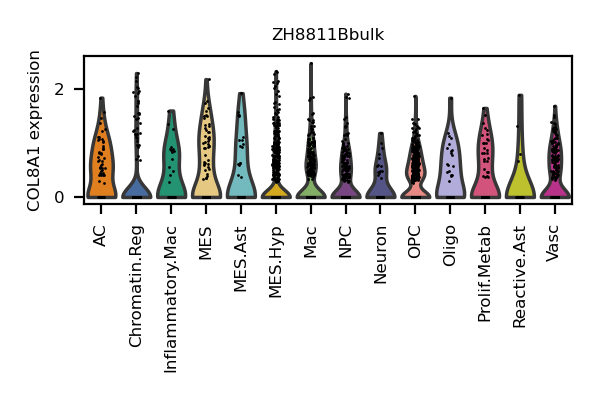 ZH8811Bbulk
COL8A1 expression
2
0
AC
Chromatin.Reg
Inflammatory.Mac
MES
MES.Ast
MES.Hyp
Mac
NPC
Neuron
OPC
Oligo
Prolif.Metab
Reactive.Ast
Vasc